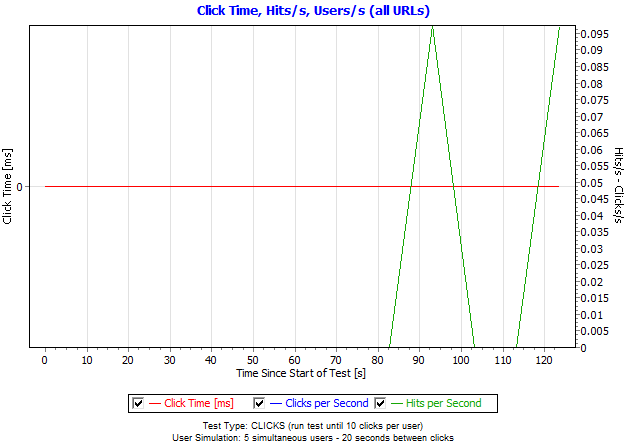 Click Time, Hits/s, Users/s (all URLs)
Click Time [ms]
0
0.095
0.09
0.085
0.08
0.075
0.07
0.065
0.06
0.055
0.05
0.045
0.04
0.035
0.03
0.025
0.02
0.015
0.01
0.005
0
Hits/s - Clicks/s
0 10 20 30 40 50 60 70 80 90 100 110 120
Time Since Start of Test [s]
Click Time [ms] Clicks per Second Hits per Second
Test Type: CLICKS (run test until 10 clicks per user)
User Simulation: 5 simultaneous users - 20 seconds between clicks